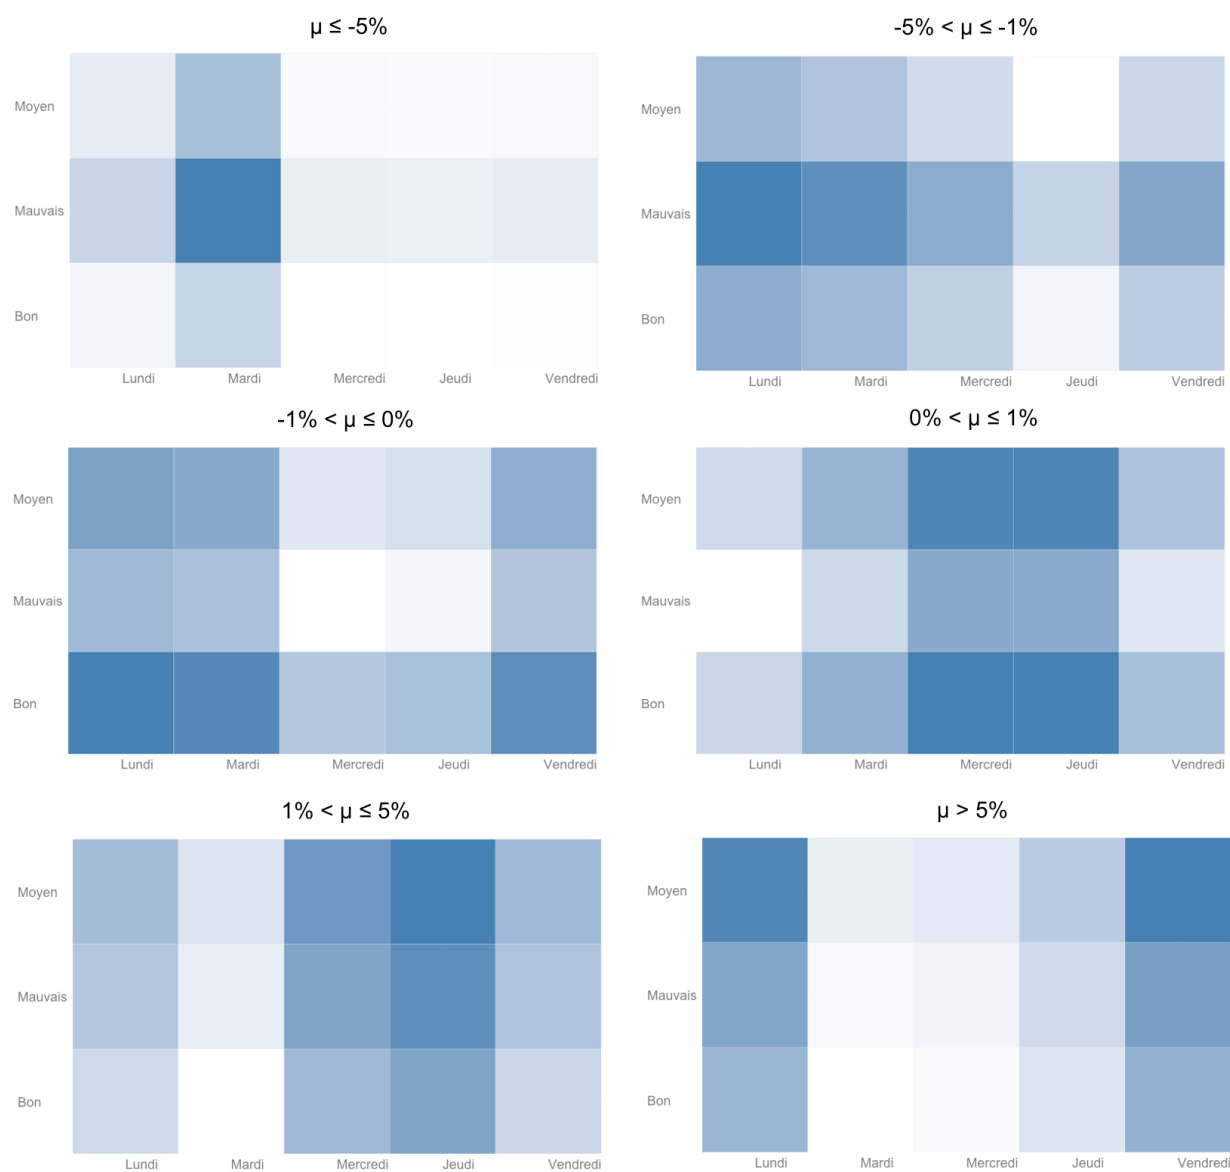 µ ≤ -5%
Moyen
Mauvais
Bon
Lundi Mardi Mercredi Jeudi Vendredi
-5% < µ ≤ -1%
Moyen
Mauvais
Bon
Lundi Mardi Mercredi Jeudi Vendredi
-1% < µ ≤ 0%
Moyen
Mauvais
Bon
Lundi Mardi Mercredi Jeudi Vendredi
0% < µ ≤ 1%
Moyen
Mauvais
Bon
Lundi Mardi Mercredi Jeudi Vendredi
1% < µ ≤ 5%
Moyen
Mauvais
Bon
Lundi Mardi Mercredi Jeudi Vendredi
µ > 5%
Moyen
Mauvais
Bon
Lundi Mardi Mercredi Jeudi Vendredi